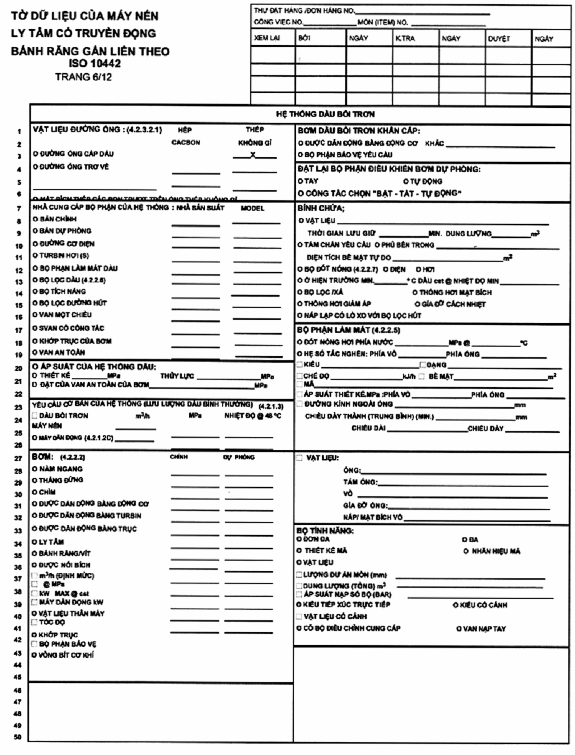 TỜ DỮ LIỆU CỦA MÁY NÉN
LY TÂM CÓ TRUYỀN ĐỘNG
BÁNH RĂNG GẮN LIỀN THEO
ISO 10442
TRANG 6/12
THƯ ĐẶT HÀNG /ĐƠN HÀNG NO.
CÔNG VIỆC NO. MÓN (ITEM) NO.
XEM LẠI BỞI NGÀY K.TRA NGÀY DUYỆT NGÀY
HỆ THỐNG DẦU BÔI TRƠN
1 VẬT LIỆU ĐƯỜNG ỐNG : (4.2.3.2.1) HÉP THÉP
2 CACBON KHÔNG GỈ
3 O ĐƯỜNG ỐNG CẤP DẦU X
4 O ĐƯỜNG ỐNG TRỞ VỀ
5
6 O MẶT BÍCH THÉP CÁC BON TRƯỢT TRÊN ỐNG THÉP KHÔNG GỈ
7 NHÀ CUNG CẤP BỘ PHẬN CỦA HỆ THỐNG : NHÀ SẢN SUẤT MODEL
8 O BẢN CHÍNH
9 O BẢN DỰ PHÒNG
10 O ĐƯỜNG CƠ DIỆN
11 O TURBIN HƠI (S)
12 O BỘ PHẬN LÀM MÁT DẦU
13 O BỘ LỌC DẦU (4.2.2.6)
14 O BỘ TÍCH NĂNG
15 O BỘ LỌC ĐƯỜNG HÚT
16 O VAN MỘT CHIỀU
17 O SVAN CÓ CÔNG TẮC
18 O KHỚP TRỤC CỦA BƠM
19 O VAN AN TOÀN
20 O ÁP SUẤT CỦA HỆ THỐNG DẦU:
21 O THIẾT KẾ MPa THỦY LỰC MPa
22 O ĐẶT CỦA VAN AN TOÀN CỦA BƠM MPa
23 YÊU CẦU CƠ BẢN CỦA HỆ THỐNG (LƯU LƯỢNG DẦU BÌNH THƯỜNG) (4.2.1.3)
24 □ DẦU BÔI TRƠN m³/h MPa NHIỆT ĐỘ @ 48 °C
MÁY NÉN
25 O MÁY DẪN ĐỘNG (4.2.1.2C)
26
27 BƠM: (4.2.2.2) CHÍNH DỰ PHÒNG
28 O NẰM NGANG
29 O THẲNG ĐỨNG
30 O CHÌM
31 O ĐƯỢC DẪN ĐỘNG BẰNG ĐỘNG CƠ
32 O ĐƯỢC DẪN ĐỘNG BẰNG TURBIN
33 O ĐƯỢC DẪN ĐỘNG BẰNG TRỤC
34 O LY TÂM
35 O BÁNH RĂNG/VÍT
36 O ĐƯỢC NỐI BÍCH
37 □ m³/h (ĐỊNH MỨC)
□ @ MPa
38 □ kW MAX @ cst
39 □ MÁY DẪN ĐỘNG kW
40 O VẬT LIỆU THÂN MÁY
41 □ TỐC ĐỘ
42 O KHỚP TRỤC
□ BỘ PHẬN BẢO VỆ
43 O VÒNG BÍT CƠ KHÍ
44
45
46
47
48
49
50
BƠM DẦU BÔI TRƠN KHẨN CẤP:
O ĐƯỢC DẪN ĐỘNG BẰNG ĐỘNG CƠ KHÁC
O BỘ PHẬN BẢO VỆ YÊU CẦU
ĐẶT LẠI BỘ PHẬN ĐIỀU KHIỂN BƠM DỰ PHÒNG:
O TAY O TỰ ĐỘNG
O CÔNG TẮC CHỌN "BẬT - TẮT - TỰ ĐỘNG"
BÌNH CHỨA;
O VẬT LIỆU
THỜI GIAN LƯU GIỮ MIN. DUNG LƯỢNG m³
O TẤM CHẮN YÊU CẦU O PHỦ BÊN TRONG
DIỆN TÍCH BỀ MẶT TỰ DO m²
O BỘ ĐỐT NÓNG (4.2.2.7) O DIỆN O HƠI
O Ở HIỆN TRƯỜNG MIN. ° C DẦU cst @ NHIỆT ĐỘ MIN
O BỘ LỌC /XẢ O THÔNG HƠI MẶT BÍCH
O THÔNG HƠI GIẢM ÁP O GIÁ ĐỠ CÁCH NHIỆT
O NẮP LẠP CÓ LỖ XD VỚI BỘ LỌC HÚT
BỘ PHẬN LÀM MÁT (4.2.2.5)
O ĐỐT NÓNG HƠI PHÍA NƯỚC MPa @ °C
O HỆ SỐ TẮC NGHẼN: PHÍA VỎ PHÍA ỐNG
□ KIỂU □ DẠNG
□ CHẾ ĐỘ kJ/h □ BỀ MẶT m²
□ MÃ
□ ÁP SUẤT THIẾT KẾ.MPa :PHÍA VỎ PHÍA ỐNG
□ ĐƯỜNG KÍNH NGOÀI ỐNG mm
CHIỀU DÀY THÀNH (TRUNG BÌNH) (MIN.) mm
CHIỀU DÀI CHIỀU DÀY
□ VẬT LIỆU:
ỐNG:
TẤM ỐNG:
VỎ
GIÁ ĐỠ ỐNG:
NẮP/ MẶT BÍCH VỎ
BỘ TÍNH NĂNG:
O ĐƠN ĐA O ĐA
O THIẾT KẾ MÃ O NHÃN HIỆU MÃ
O VẬT LIỆU
□ LƯỢNG DƯ ĂN MÒN (mm)
□ DUNG LƯỢNG (TỔNG) m³
□ ÁP SUẤT NẠP SƠ BỘ (BAR)
O KIỂU TIẾP XÚC TRỰC TIẾP O KIỂU CÓ CÁNH
□ VẬT LIỆU CÓ CÁNH
O CÓ BỘ ĐIỀU CHỈNH CUNG CẤP O VAN NẠP TAY